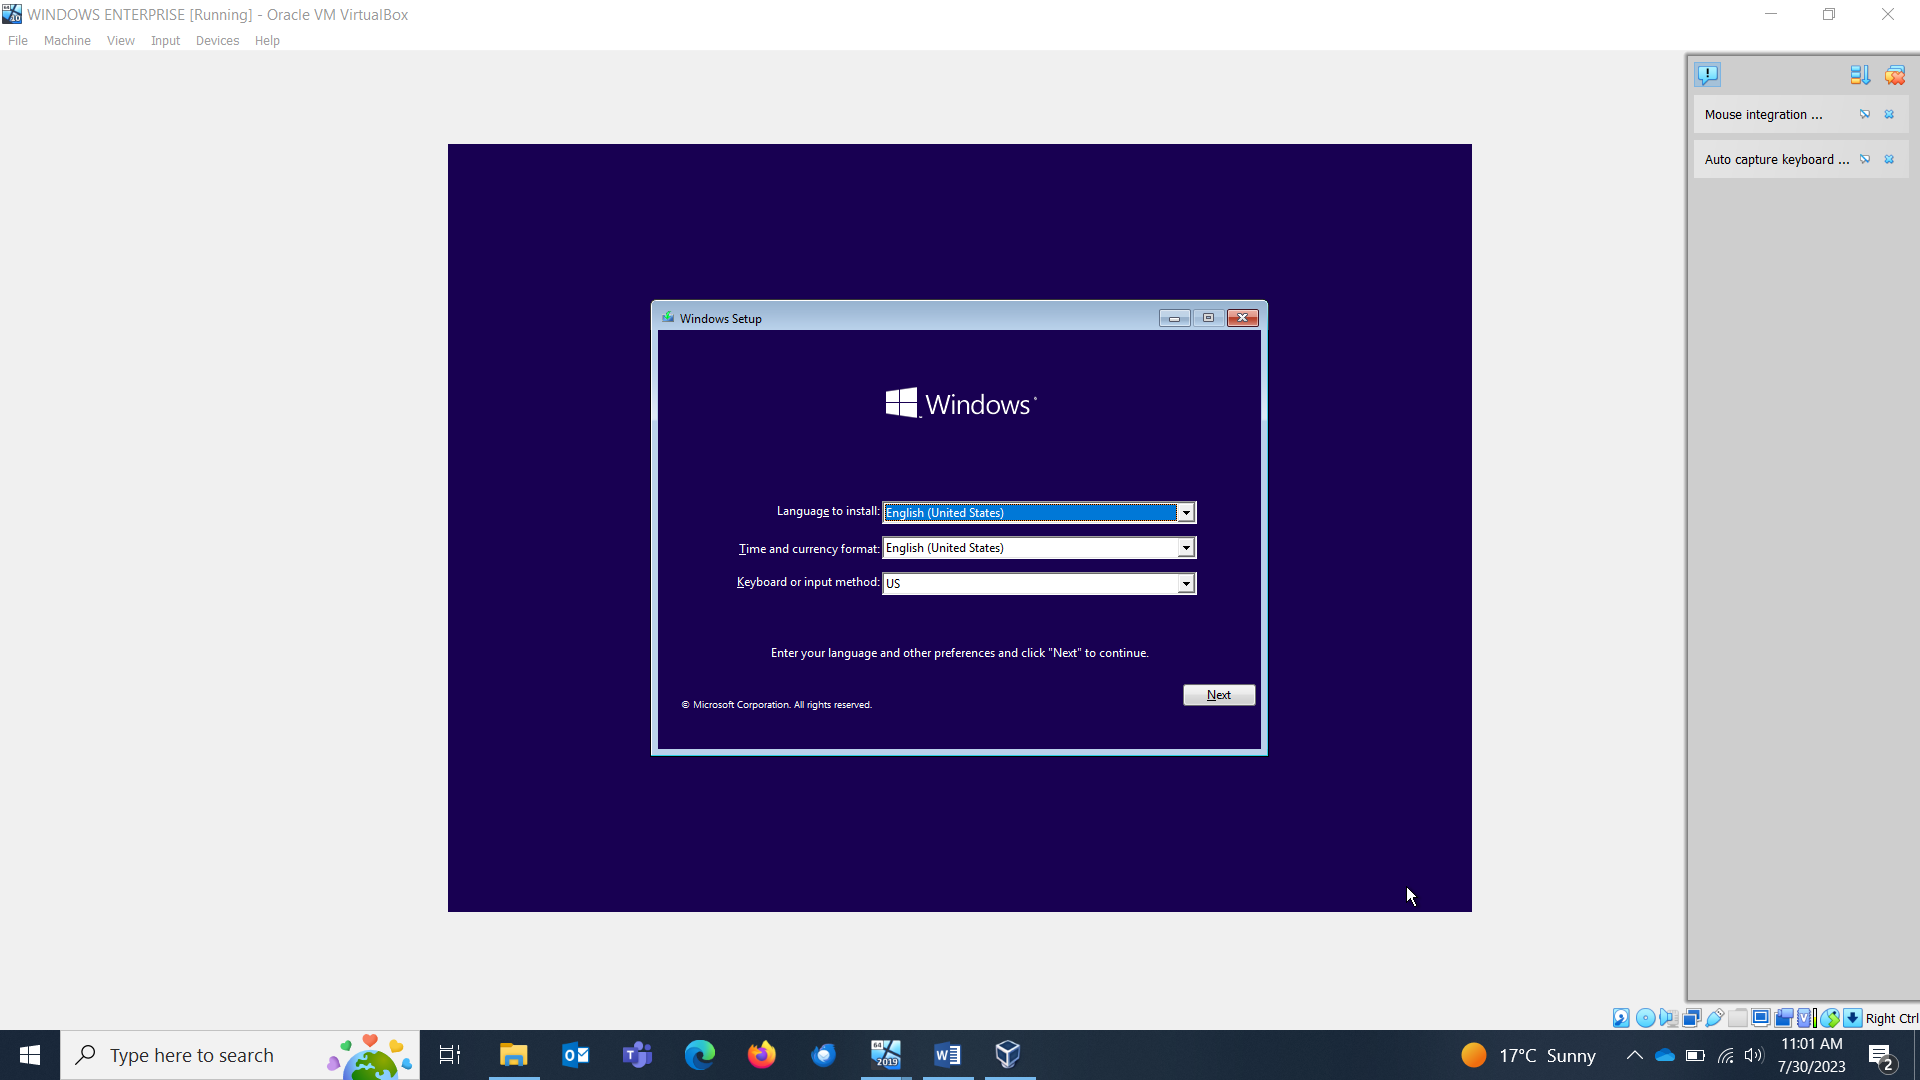 WINDOWS ENTERPRISE [Running] - Oracle VM VirtualBox
File Machine View Input Devices Help
Mouse integration ...
Auto capture keyboard ...
Windows Setup
Windows
Language to install: English (United States)
Time and currency format: English (United States)
Keyboard or input method: US
Enter your language and other preferences and click "Next" to continue.
Next
© Microsoft Corporation. All rights reserved.
Right Ctrl
Type here to search
64
2019
17°C Sunny
11:01 AM
7/30/2023
2